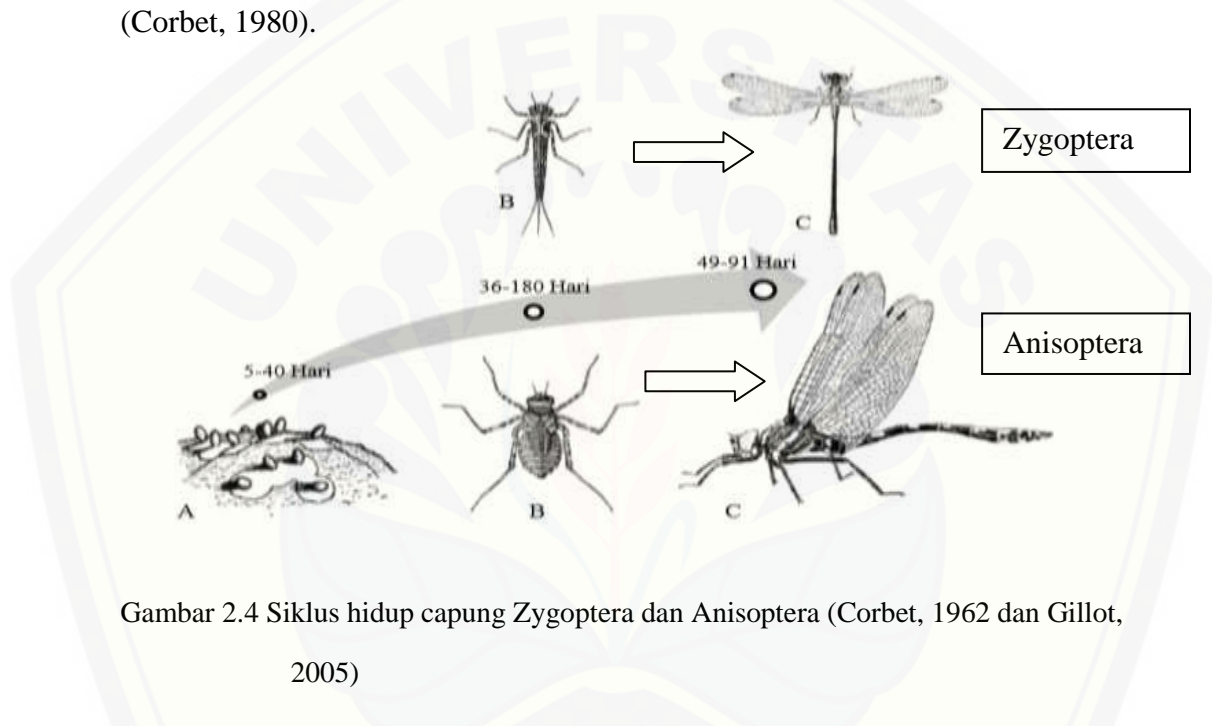 (Corbet, 1980).
UNIVERSITAS
Zygoptera
B
C
49-91 Hari
36-180 Hari
Anisoptera
5-40 Hari
A
B
C
Gambar 2.4 Siklus hidup capung Zygoptera dan Anisoptera (Corbet, 1962 dan Gillot,
2005)